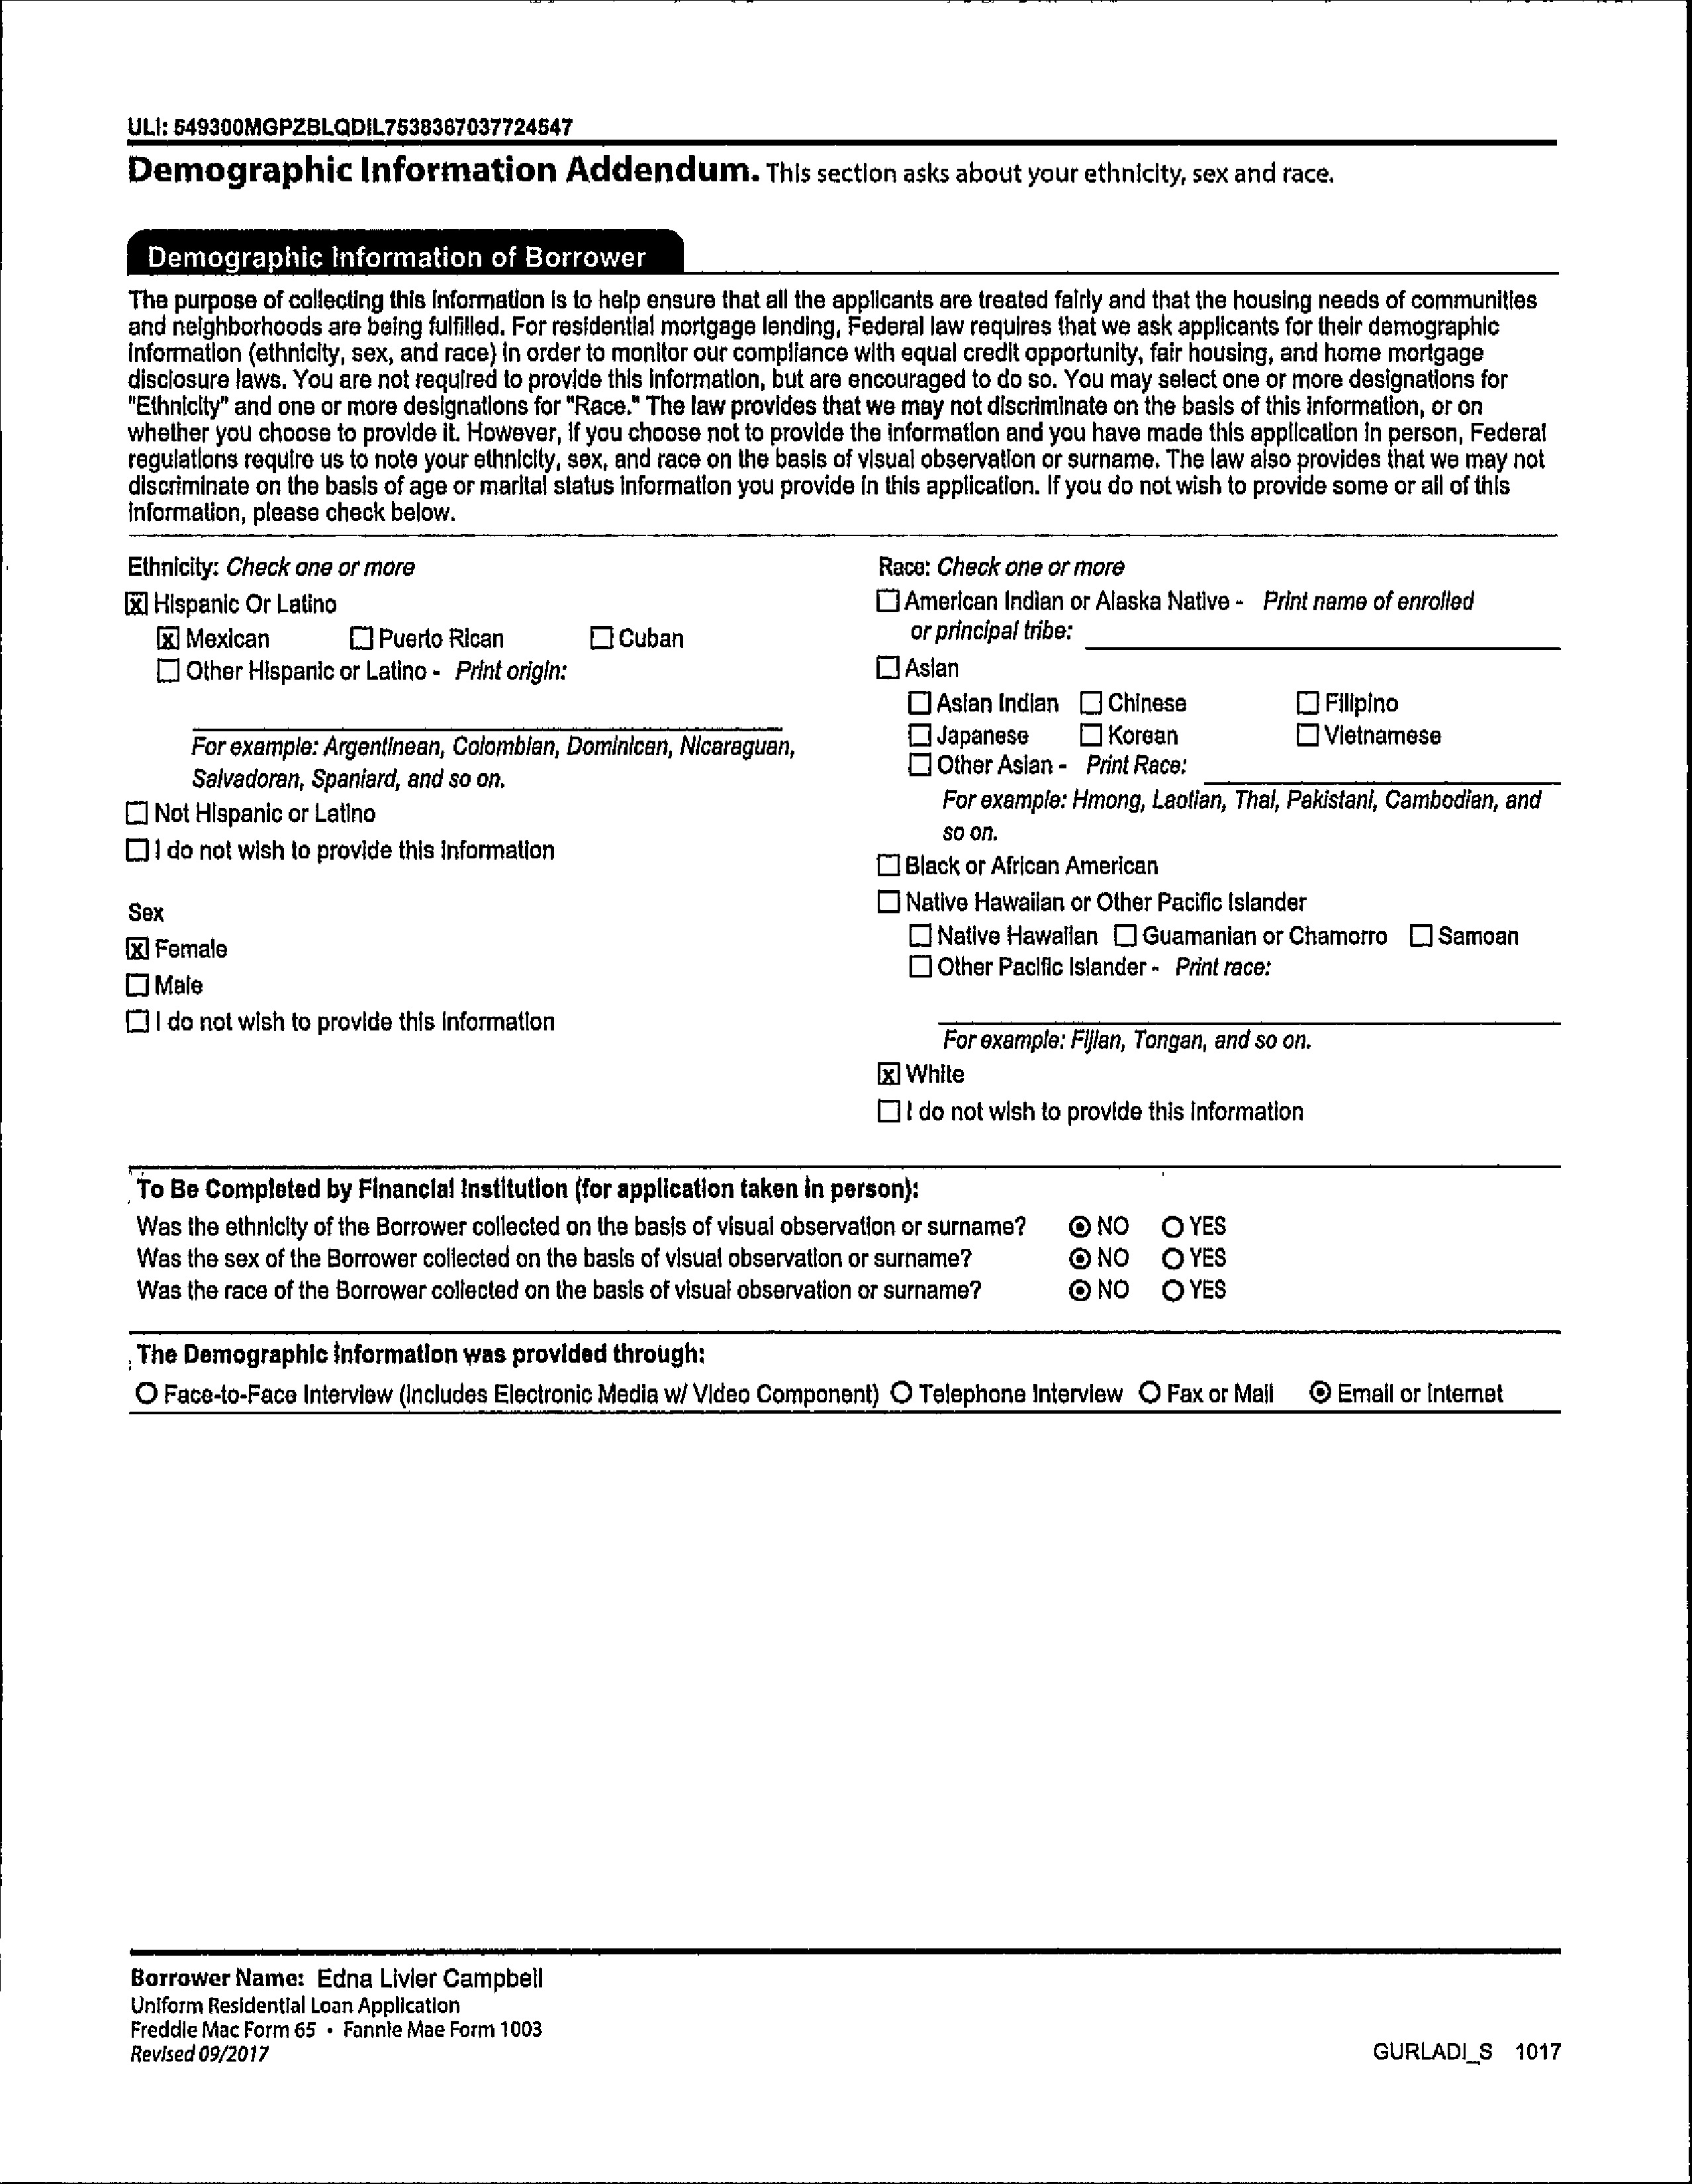 ULI: 549300MGPZBLQDIL7538367037724547
Demographic Information Addendum. This section asks about your ethnicity, sex and race.
Demographic Information of Borrower
The purpose of collecting this information is to help ensure that all the applicants are treated fairly and that the housing needs of communities
and neighborhoods are being fulfilled. For residential mortgage lending, Federal law requires that we ask applicants for their demographic
information (ethnicity, sex, and race) in order to monitor our compliance with equal credit opportunity, fair housing, and home mortgage
disclosure laws. You are not required to provide this information, but are encouraged to do so. You may select one or more designations for
"Ethnicity" and one or more designations for "Race." The law provides that we may not discriminate on the basis of this information, or on
whether you choose to provide it. However, if you choose not to provide the information and you have made this application in person, Federal
regulations require us to note your ethnicity, sex, and race on the basis of visual observation or surname. The law also provides that we may not
discriminate on the basis of age or marital status information you provide in this application. If you do not wish to provide some or all of this
information, please check below.
Ethnicity: Check one or more
☒ Hispanic Or Latino
☒ Mexican ☐ Puerto Rican ☐ Cuban
☐ Other Hispanic or Latino - Print origin:
For example: Argentinean, Colombian, Dominican, Nicaraguan,
Salvadoran, Spaniard, and so on.
☐ Not Hispanic or Latino
☐ I do not wish to provide this information
Sex
☒ Female
☐ Male
☐ I do not wish to provide this information
Race: Check one or more
☐ American Indian or Alaska Native - Print name of enrolled
or principal tribe:
☐ Asian
☐ Asian Indian ☐ Chinese ☐ Filipino
☐ Japanese ☐ Korean ☐ Vietnamese
☐ Other Asian - Print Race:
For example: Hmong, Laotian, Thai, Pakistani, Cambodian, and
so on.
☐ Black or African American
☐ Native Hawaiian or Other Pacific Islander
☐ Native Hawaiian ☐ Guamanian or Chamorro ☐ Samoan
☐ Other Pacific Islander - Print race:
For example: Fijian, Tongan, and so on.
☒ White
☐ I do not wish to provide this information
To Be Completed by Financial Institution (for application taken in person):
Was the ethnicity of the Borrower collected on the basis of visual observation or surname? ◉ NO ○ YES
Was the sex of the Borrower collected on the basis of visual observation or surname? ◉ NO ○ YES
Was the race of the Borrower collected on the basis of visual observation or surname? ◉ NO ○ YES
The Demographic Information was provided through:
○ Face-to-Face Interview (Includes Electronic Media w/ Video Component) ○ Telephone Interview ○ Fax or Mail ◉ Email or Internet
Borrower Name: Edna Livier Campbell
Uniform Residential Loan Application
Freddie Mac Form 65 • Fannie Mae Form 1003
Revised 09/2017
GURLADI_S 1017